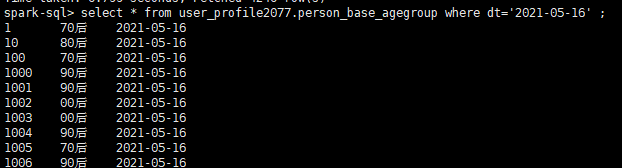 spark-sql> select * from user_profile2077.person_base_agegroup where dt='2021-05-16' ;
1 70后 2021-05-16
10 80后 2021-05-16
100 70后 2021-05-16
1000 90后 2021-05-16
1001 90后 2021-05-16
1002 00后 2021-05-16
1003 00后 2021-05-16
1004 90后 2021-05-16
1005 70后 2021-05-16
1006 90后 2021-05-16